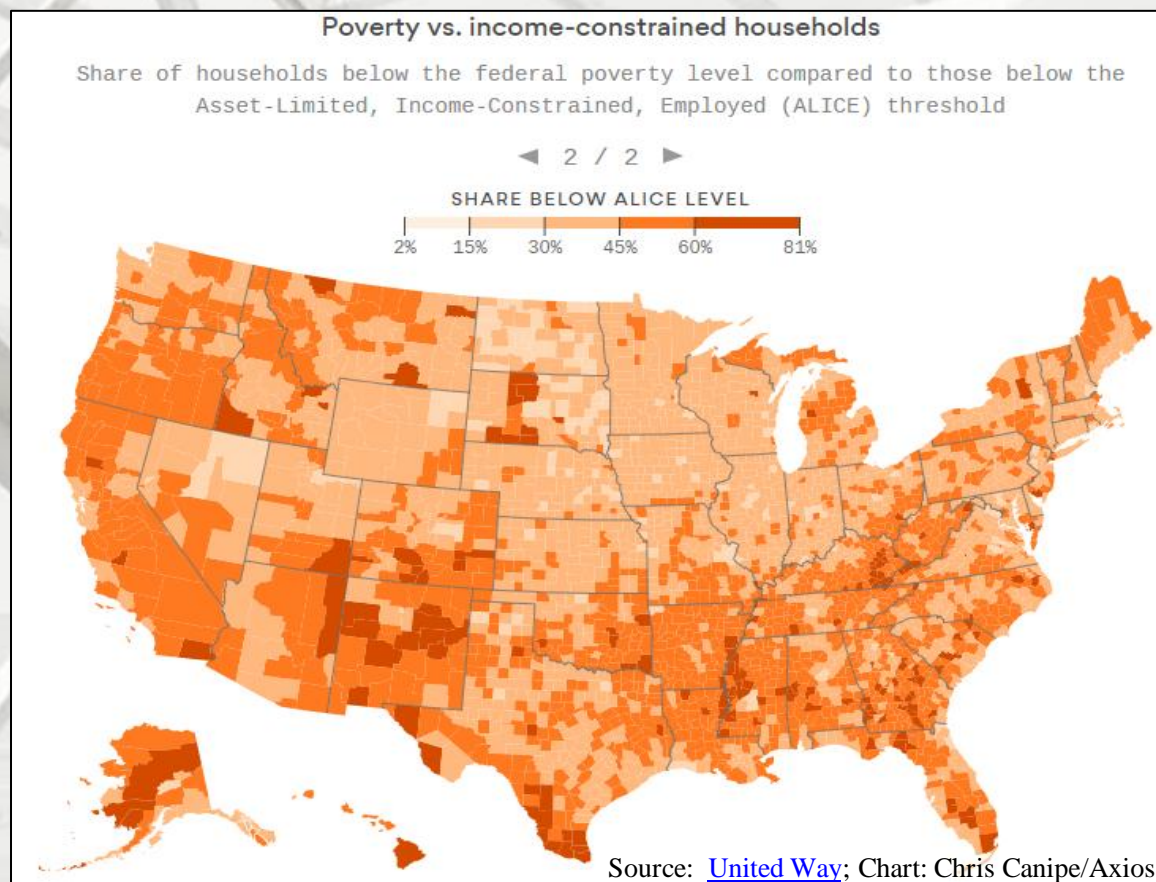 Poverty vs. income-constrained households
Share of households below the federal poverty level compared to those below the
Asset-Limited, Income-Constrained, Employed (ALICE) threshold
◀ 2 / 2 ▶
SHARE BELOW ALICE LEVEL
2% 15% 30% 45% 60% 81%
Source: United Way; Chart: Chris Canipe/Axios